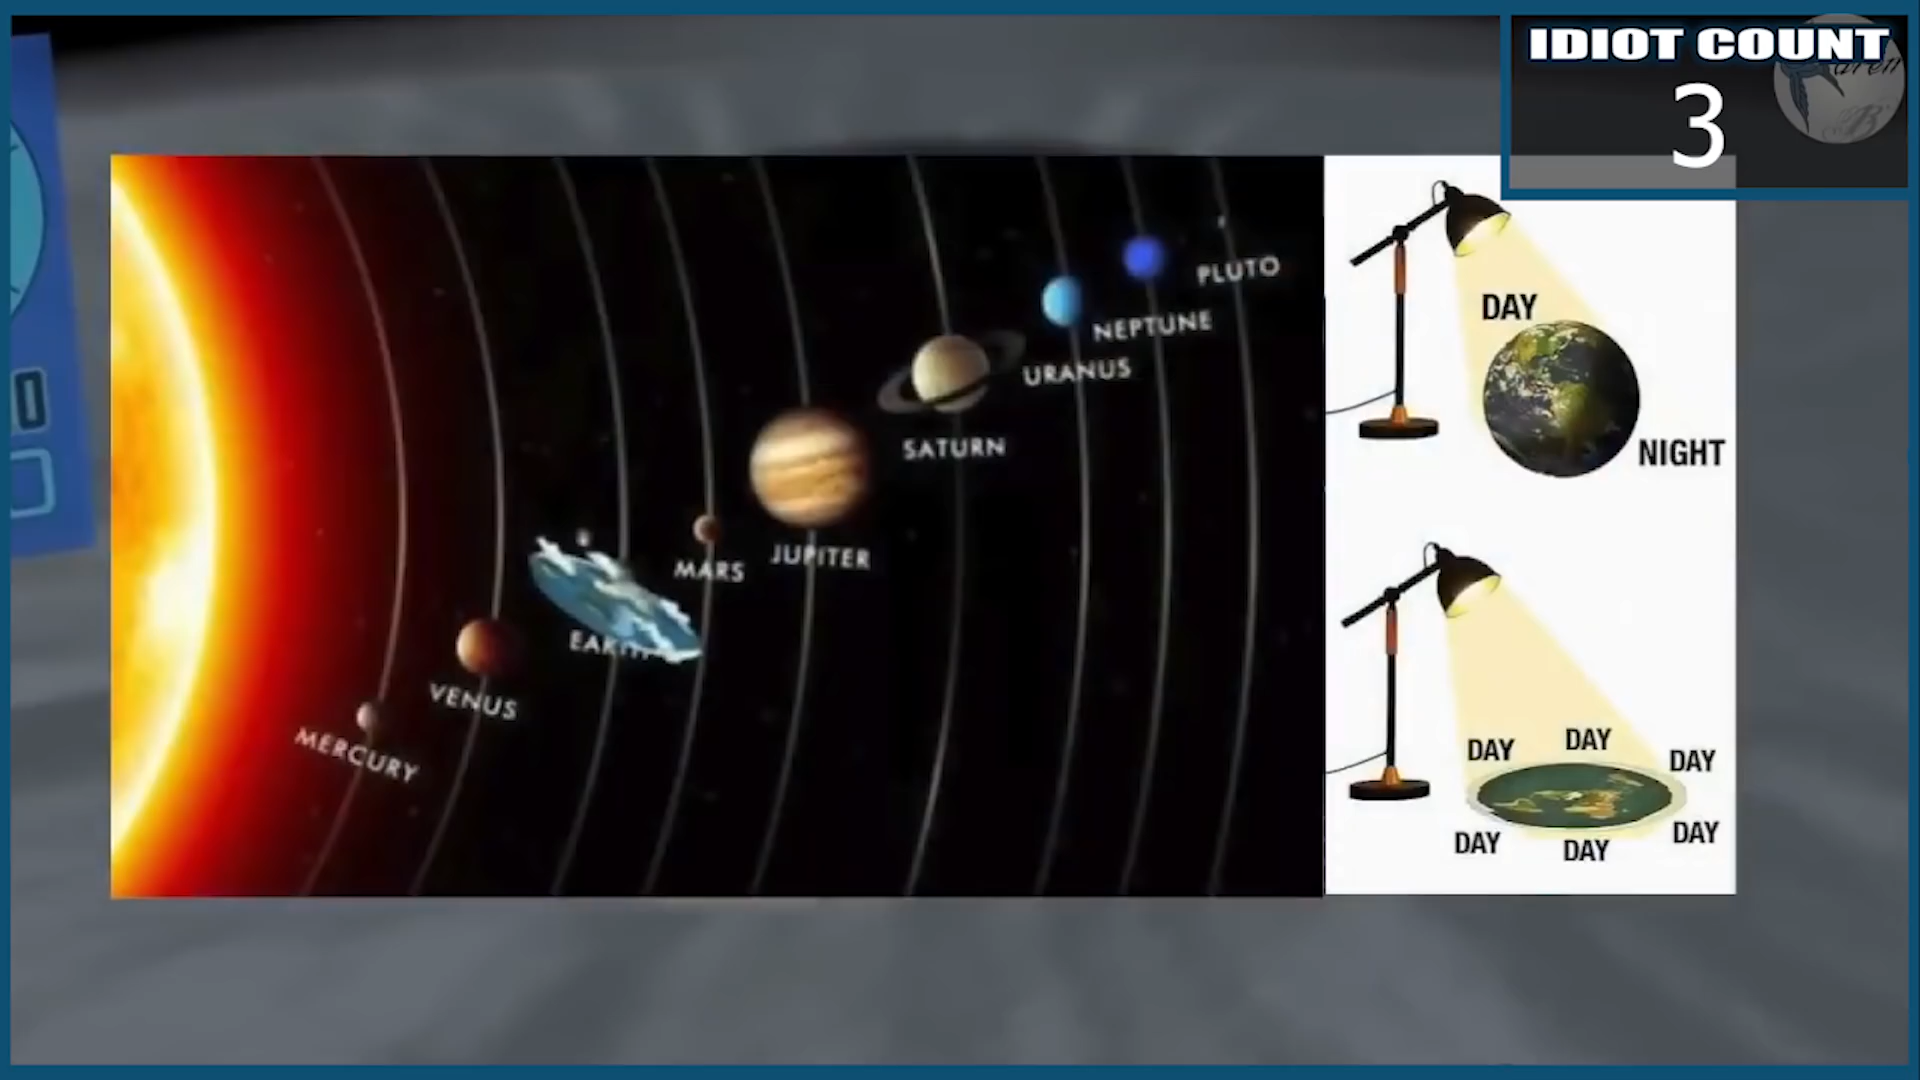 IDIOT COUNT
3
MERCURY
VENUS
EARTH
MARS
JUPITER
SATURN
URANUS
NEPTUNE
PLUTO
DAY
NIGHT
DAY
DAY
DAY
DAY
DAY
DAY